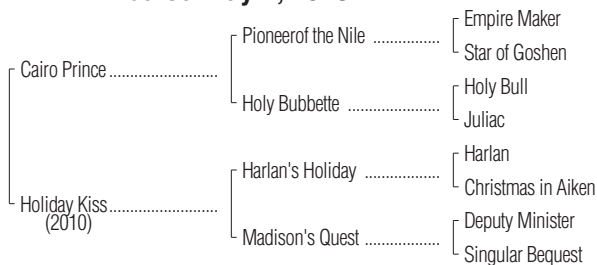 Pioneerof the Nile
Empire Maker
Star of Goshen
Cairo Prince
Holy Bubbette
Holy Bull
Juliac
Harlan's Holiday
Harlan
Christmas in Aiken
Holiday Kiss
(2010)
Madison's Quest
Deputy Minister
Singular Bequest